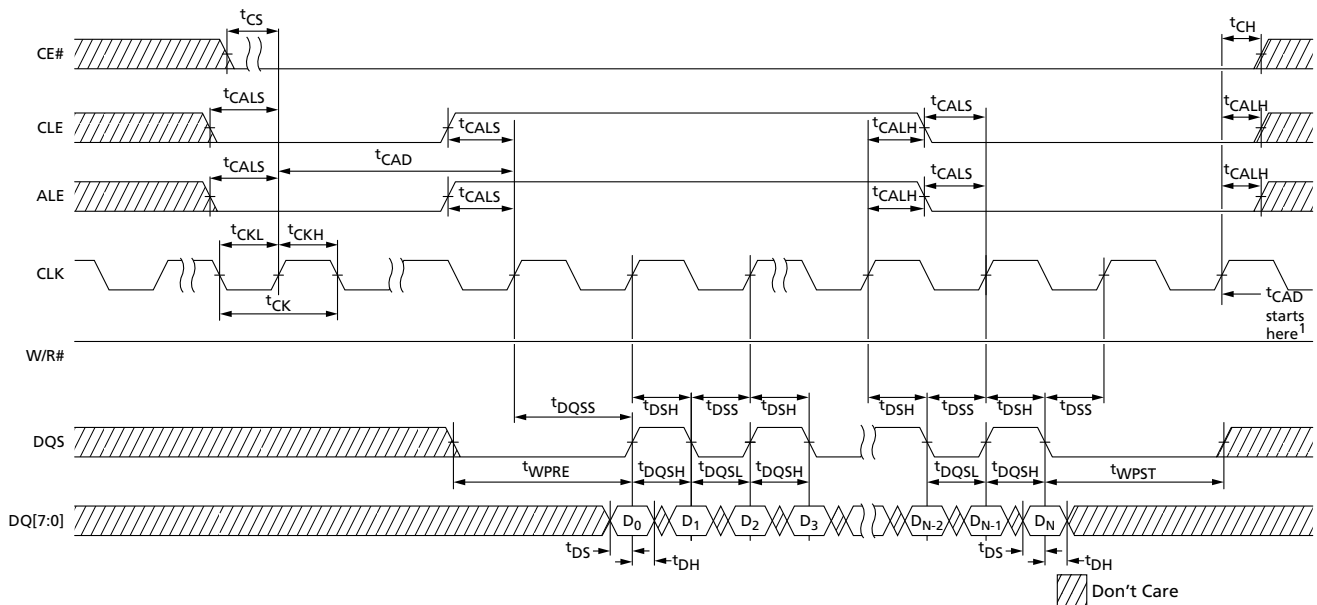 tCS
tCH
CE#
tCALS
tCALS
tCALH
tCALS
tCALH
CLE
tCAD
tCALS
tCALS
tCALH
tCALS
tCALH
ALE
tCKL
tCKH
CLK
tCK
tCAD
starts
here1
W/R#
tDQSS
tDSH
tDSS
tDSH
tDSH
tDSS
tDSH
tDSS
DQS
tWPRE
tDQSH
tDQSL
tDQSH
tDQSL
tDQSH
tWPST
DQ[7:0]
D0
D1
D2
D3
DN-2
DN-1
DN
tDS
tDH
tDS
tDH
Don't Care